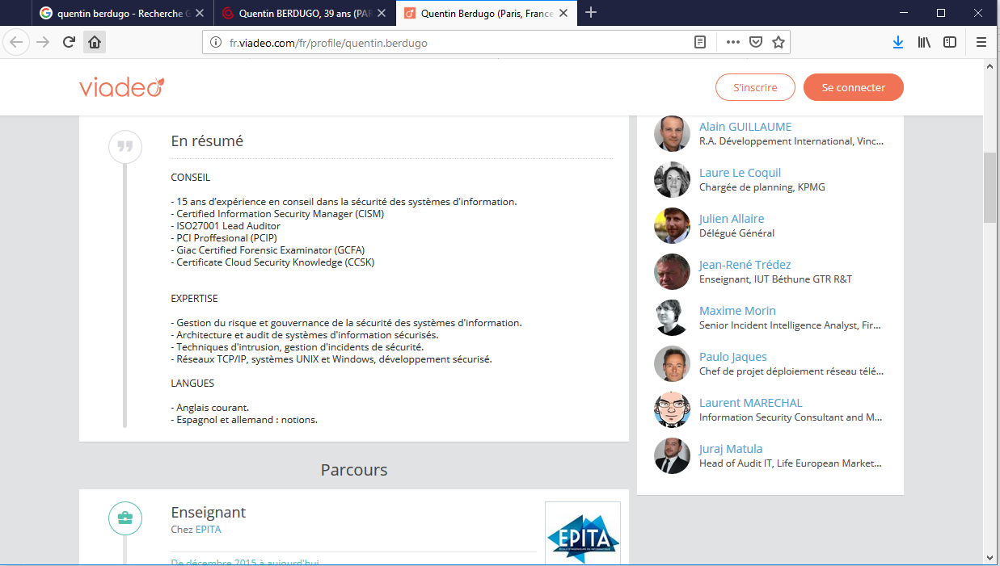 quentin berdugo - Recherche G
Quentin BERDUGO, 39 ans (PAR
Quentin Berdugo (Paris, France
fr.viadeo.com/fr/profile/quentin.berdugo
viadeo
S'inscrire
Se connecter
En résumé
CONSEIL
- 15 ans d'expérience en conseil dans la sécurité des systèmes d'information.
- Certified Information Security Manager (CISM)
- ISO27001 Lead Auditor
- PCI Proffesional (PCIP)
- Giac Certified Forensic Examinator (GCFA)
- Certificate Cloud Security Knowledge (CCSK)
EXPERTISE
- Gestion du risque et gouvernance de la sécurité des systèmes d'information.
- Architecture et audit de systèmes d'information sécurisés.
- Techniques d'intrusion, gestion d'incidents de sécurité.
- Réseaux TCP/IP, systèmes UNIX et Windows, développement sécurisé.
LANGUES
- Anglais courant.
- Espagnol et allemand : notions.
Parcours
Enseignant
Chez EPITA
De décembre 2015 à aujourd'hui
EPITA
ÉCOLE D'INGÉNIEURS EN INFORMATIQUE
Alain GUILLAUME
R.A. Développement International, Vinc...
Laure Le Coquil
Chargée de planning, KPMG
Julien Allaire
Délégué Général
Jean-René Trédez
Enseignant, IUT Béthune GTR R&T
Maxime Morin
Senior Incident Intelligence Analyst, Fir...
Paulo Jaques
Chef de projet déploiement réseau télé...
Laurent MARECHAL
Information Security Consultant and M...
Juraj Matula
Head of Audit IT, Life European Market...